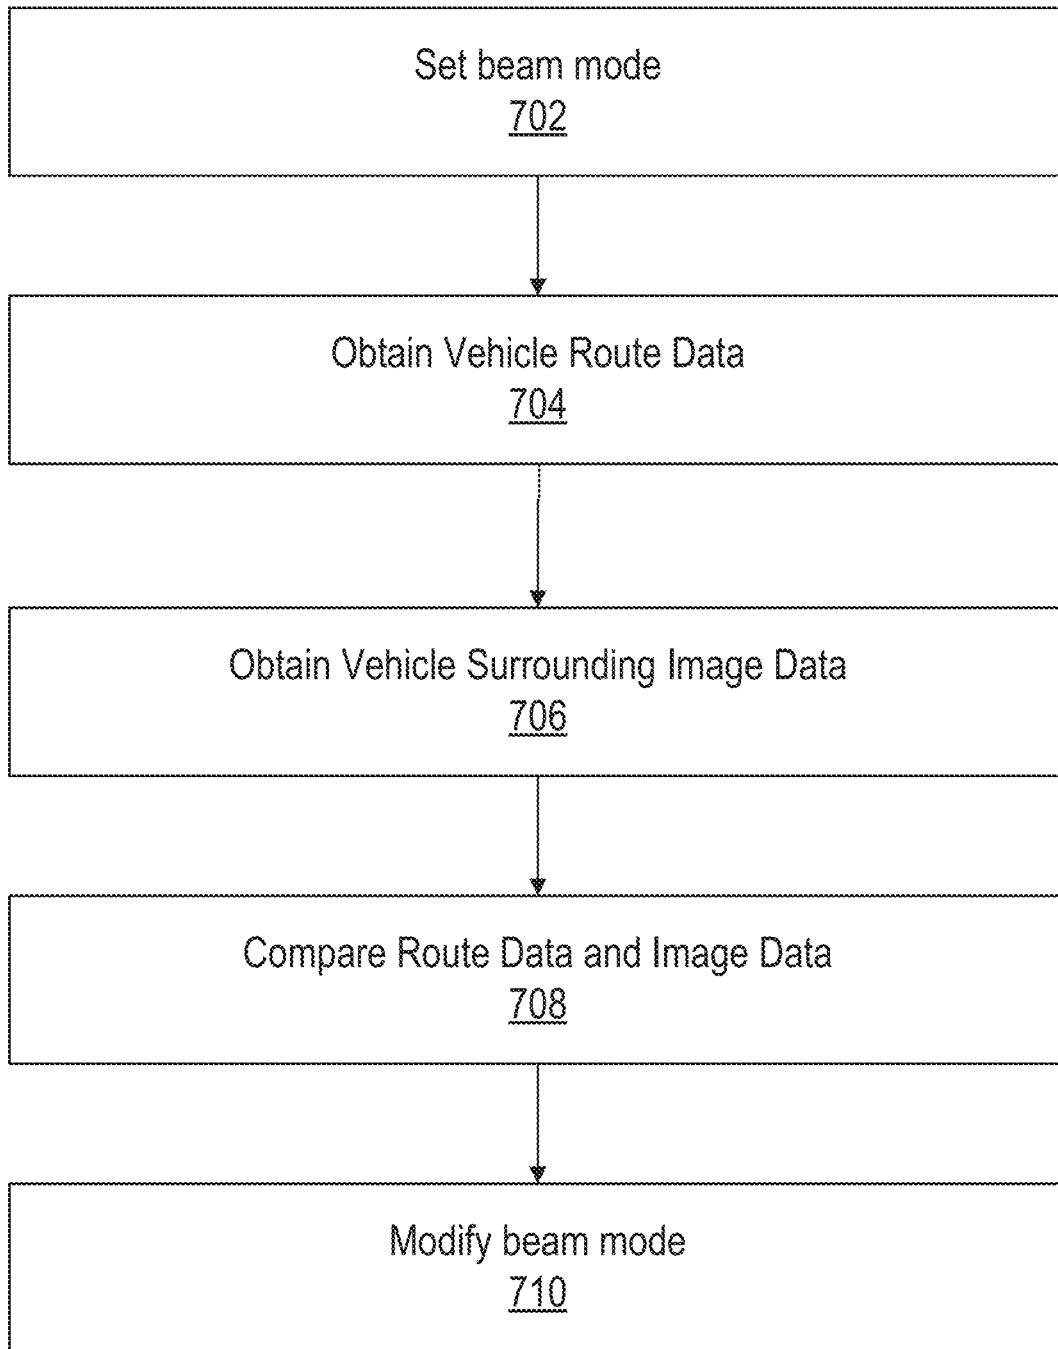 Set beam mode
702
Obtain Vehicle Route Data
704
Obtain Vehicle Surrounding Image Data
706
Compare Route Data and Image Data
708
Modify beam mode
710